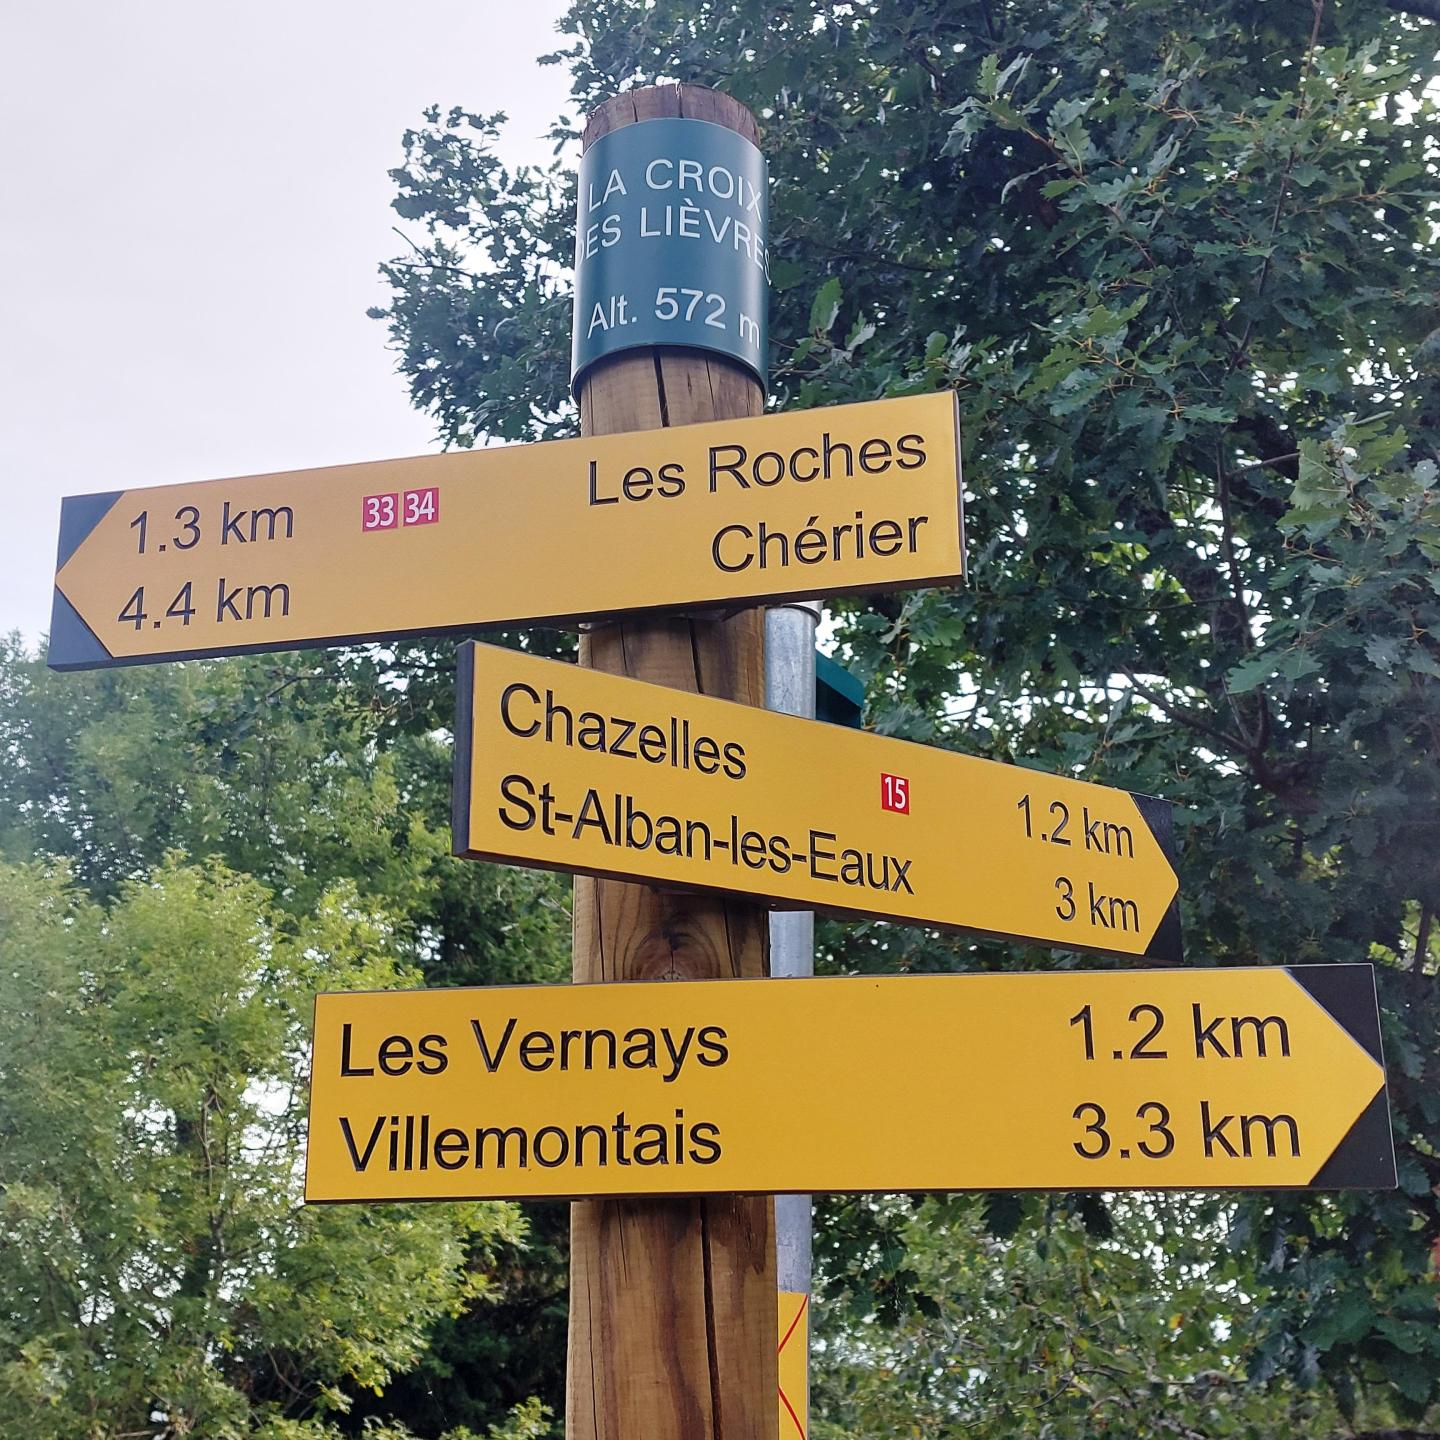 LA CROIX
DES LIÈVRES
Alt. 572 m
Les Roches
1.3 km 33 34
Chérier
4.4 km
Chazelles 15 1.2 km
St-Alban-les-Eaux 3 km
Les Vernays 1.2 km
Villemontais 3.3 km